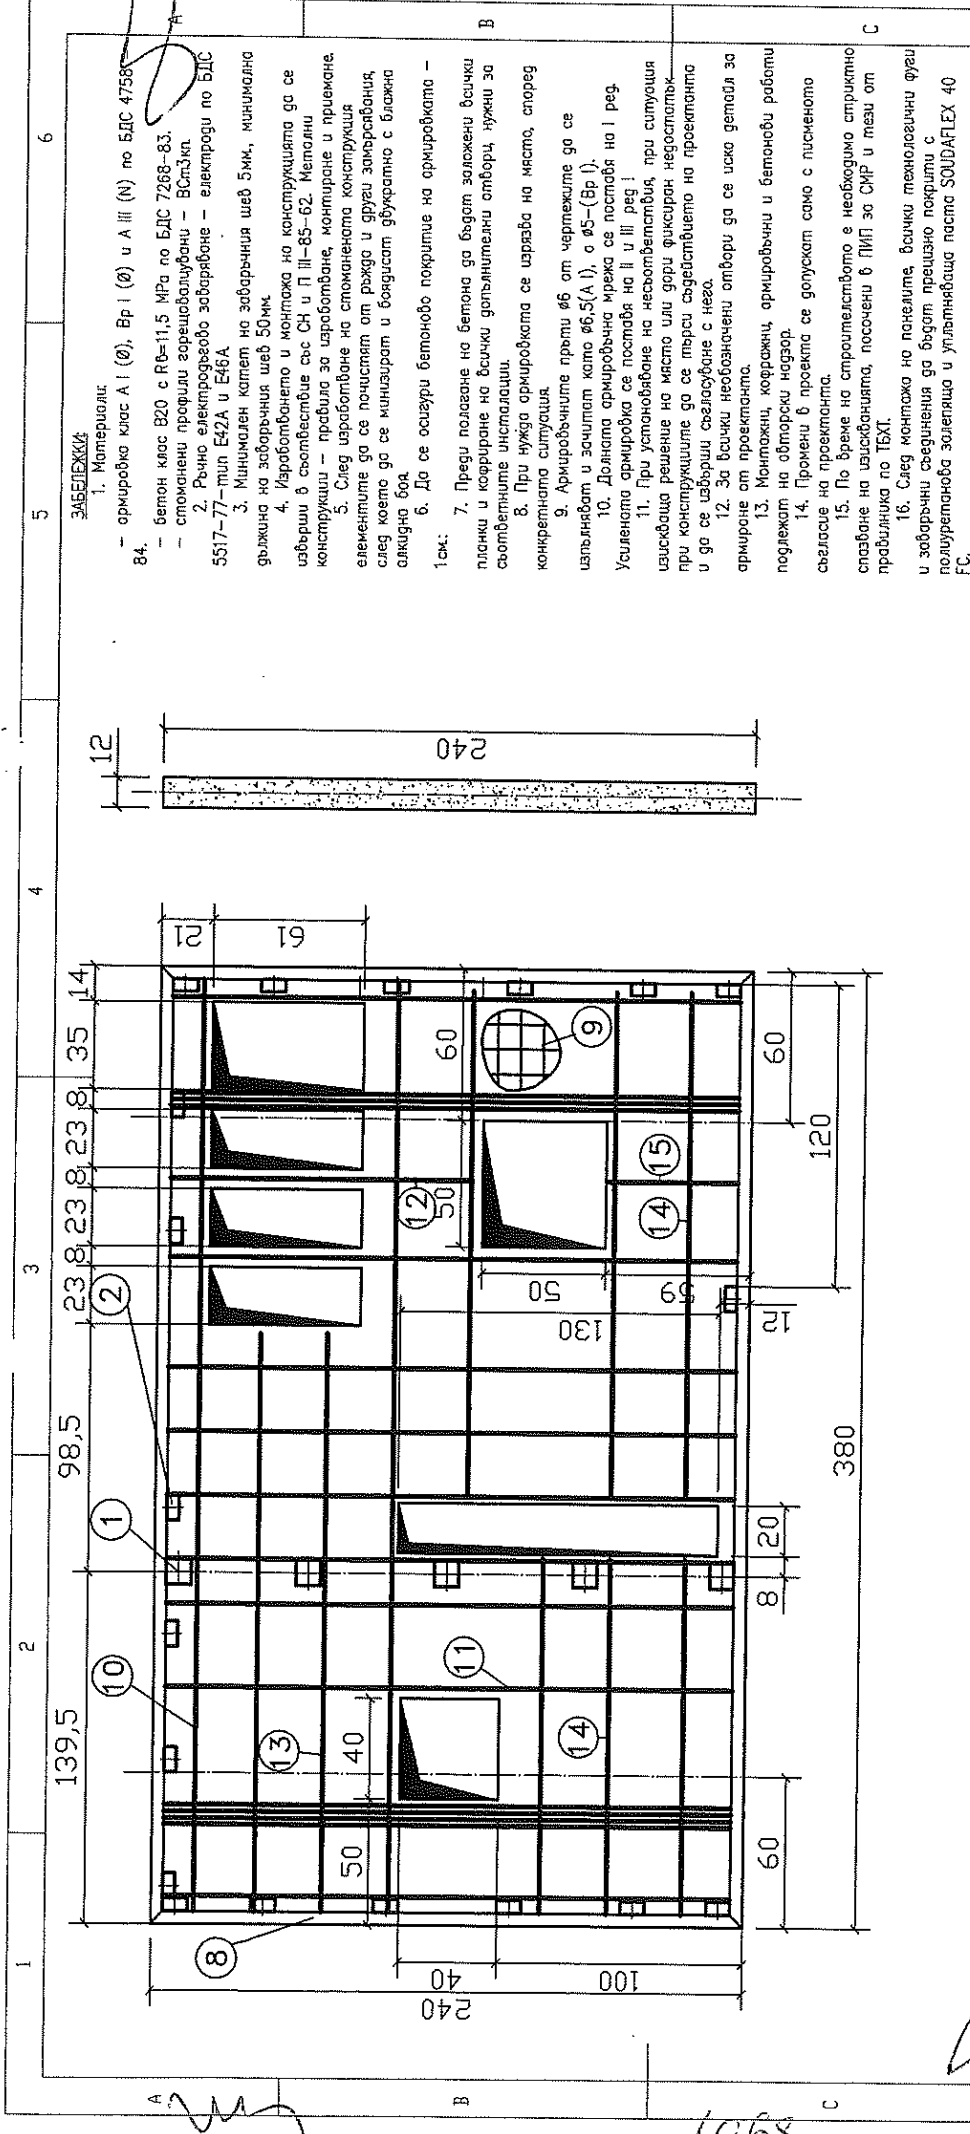 1 2 3 4 5 6
A
B
C
A
B
C
ЗАБЕЛЕЖКИ:
1. Материали:
– армировка клас А I (Ø), Вр I (Ø) и А III (N) по БДС 4758–
84.
– бетон клас В20 с Rв=11,5 МРа по БДС 7268–83.
– стоманени профили горещовалцувани – ВСт3кп.
2. Ръчно електродъгово заваряване – електроди по БДС
5517–77–тип Е42А и Е46А
3. Минимален катет на заваръчния шев 5мм, минимална
дължина на заваръчния шев 50мм.
4. Изработването и монтажа на конструкцията да се
извърши в съответствие със СН и П III–85–62. Метални
конструкции – правила за изработване, монтиране и приемане.
5. След изработване на стоманената конструкция
елементите да се почистят от ръжда и други замърсявания,
след което да се минизират и боядисат двукратно с блажна
алкидна боя.
6. Да се осигури бетоново покритие на армировката –
1см.:
7. Преди полагане на бетона да бъдат заложени всички
планки и кофриране на всички допълнителни отвори, нужни за
съответните инсталации.
8. При нужда армировката се изрязва на място, според
конкретната ситуация.
9. Армировъчните пръти ø6 от чертежите да се
изпълняват и зачитат като ø6,5(А I), а ø5–(Вр I).
10. Долната армировъчна мрежа се поставя на I ред.
Усилената армировка се поставя на II и III ред !
11. При установяване на несъответствия, при ситуация
изискваща решение на място или дори фиксиран недостатък
при конструкциите да се търси съдействието на проектанта
и да се извърши съгласуване с него.
12. За всички необозначени отвори да се иска детайл за
армиране от проектанта.
13. Монтажни, кофражни, армировъчни и бетонови работи
подлежат на авторски надзор.
14. Промени в проекта се допускат само с писменото
съгласие на проектанта.
15. По време на строителството е необходимо стриктно
спазване на изискванията, посочени в ПИП за СМР и тези от
правилника по ТБХТ.
16. След монтажа на панелите, всички технологични фуги
и заваръчни съединения да бъдат прецизно покрити с
полиуретанова залепяща и уплътняваща паста SOUDAFLEX 40
FC.
139,5 98,5 23 8 23 8 23 8 35 14
12
240
21
61
10
1
2
8
13
11
14
12
9
14
15
50 40
50 60
240
40
100
130
50
59
12
60
8 20
120
60
380